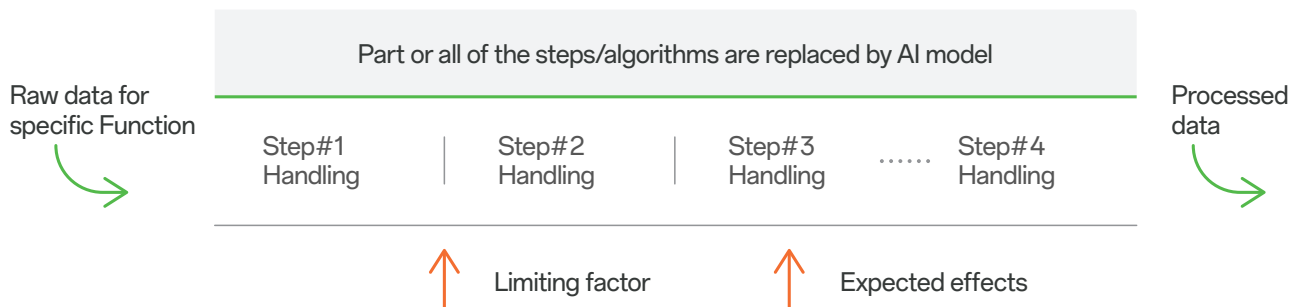 Part or all of the steps/algorithms are replaced by AI model
Raw data for
specific Function
Processed
data
Step#1
Handling
Step#2
Handling
Step#3
Handling
......
Step#4
Handling
Limiting factor
Expected effects